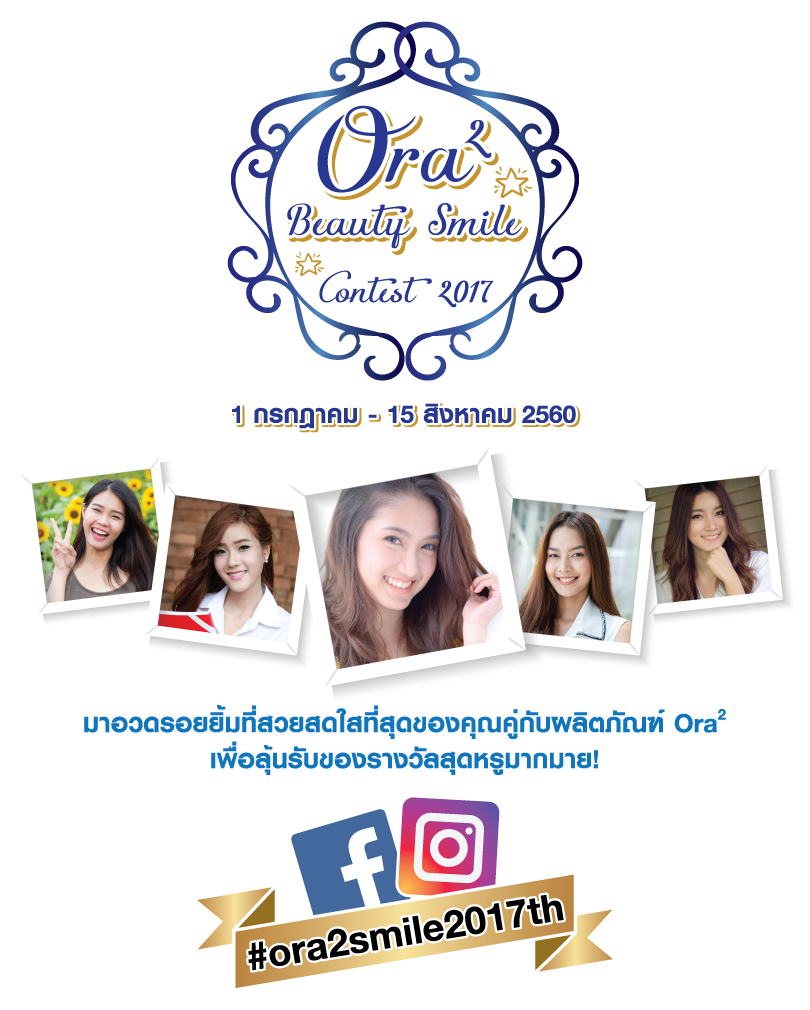 Ora²
Beauty Smile
Contest 2017
1 กรกฎาคม - 15 สิงหาคม 2560
มาอวดรอยยิ้มที่สวยสดใสที่สุดของคุณคู่กับผลิตภัณฑ์ Ora²
เพื่อลุ้นรับของรางวัลสุดหรูมากมาย!
#ora2smile2017th